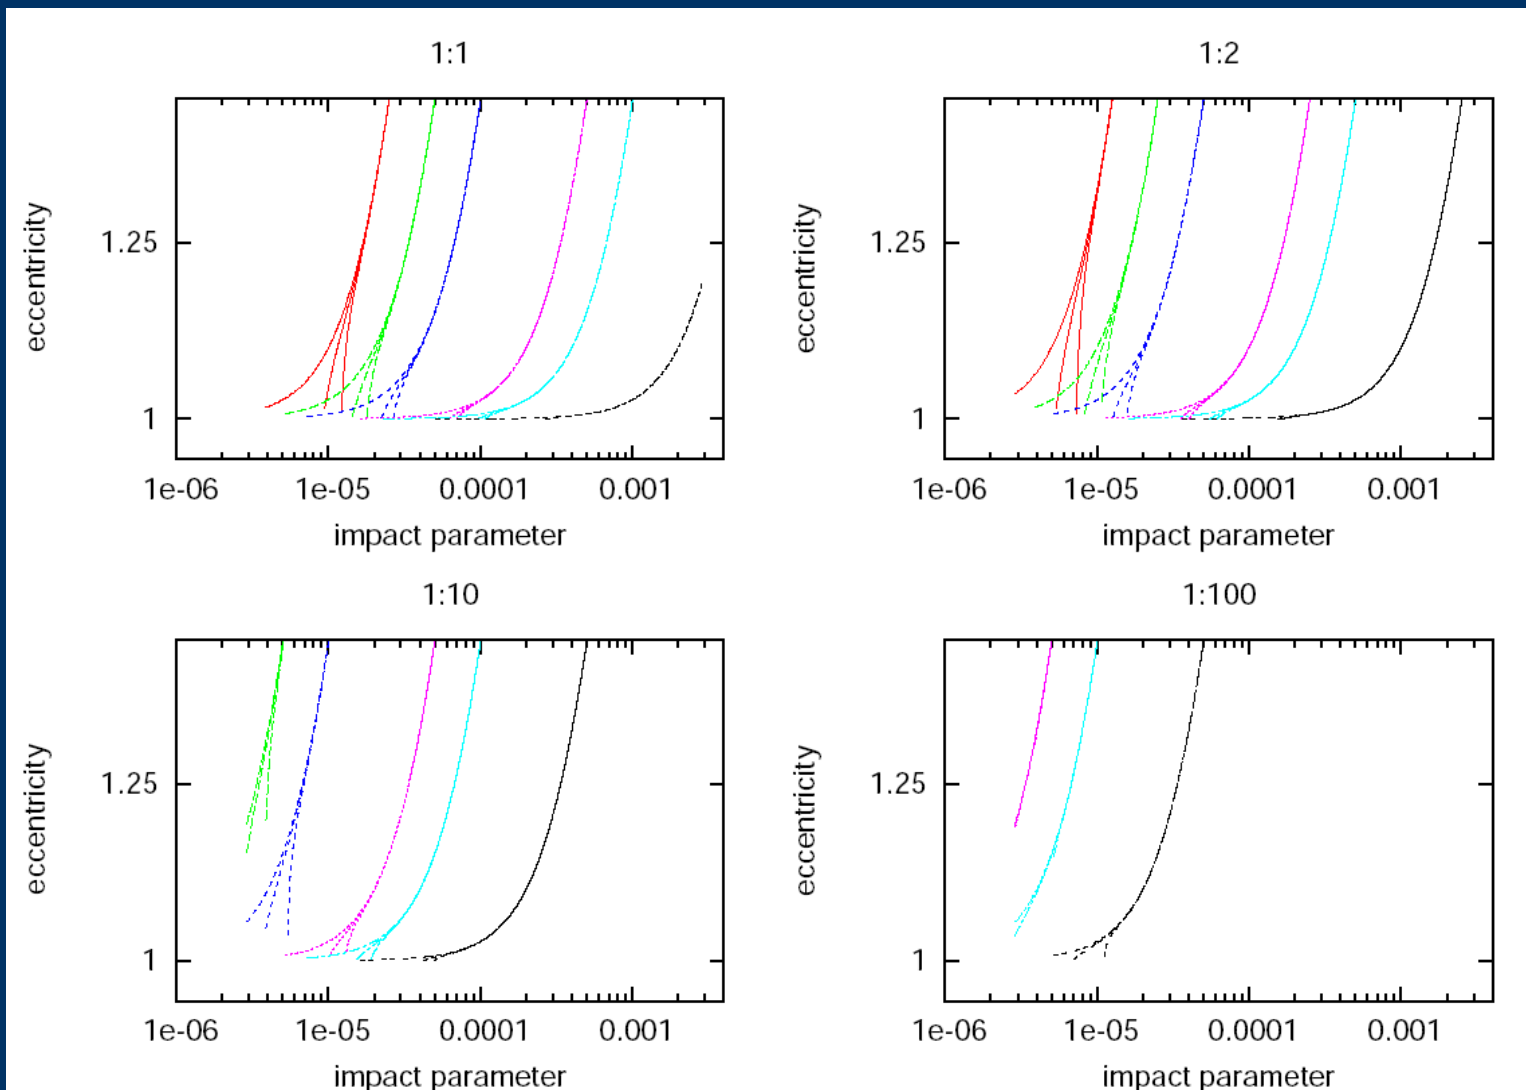 1:1
1:2
eccentricity
1.25
1
1e-06 1e-05 0.0001 0.001
impact parameter
eccentricity
1.25
1
1e-06 1e-05 0.0001 0.001
impact parameter
1:10
1:100
eccentricity
1.25
1
1e-06 1e-05 0.0001 0.001
impact parameter
eccentricity
1.25
1
1e-06 1e-05 0.0001 0.001
impact parameter